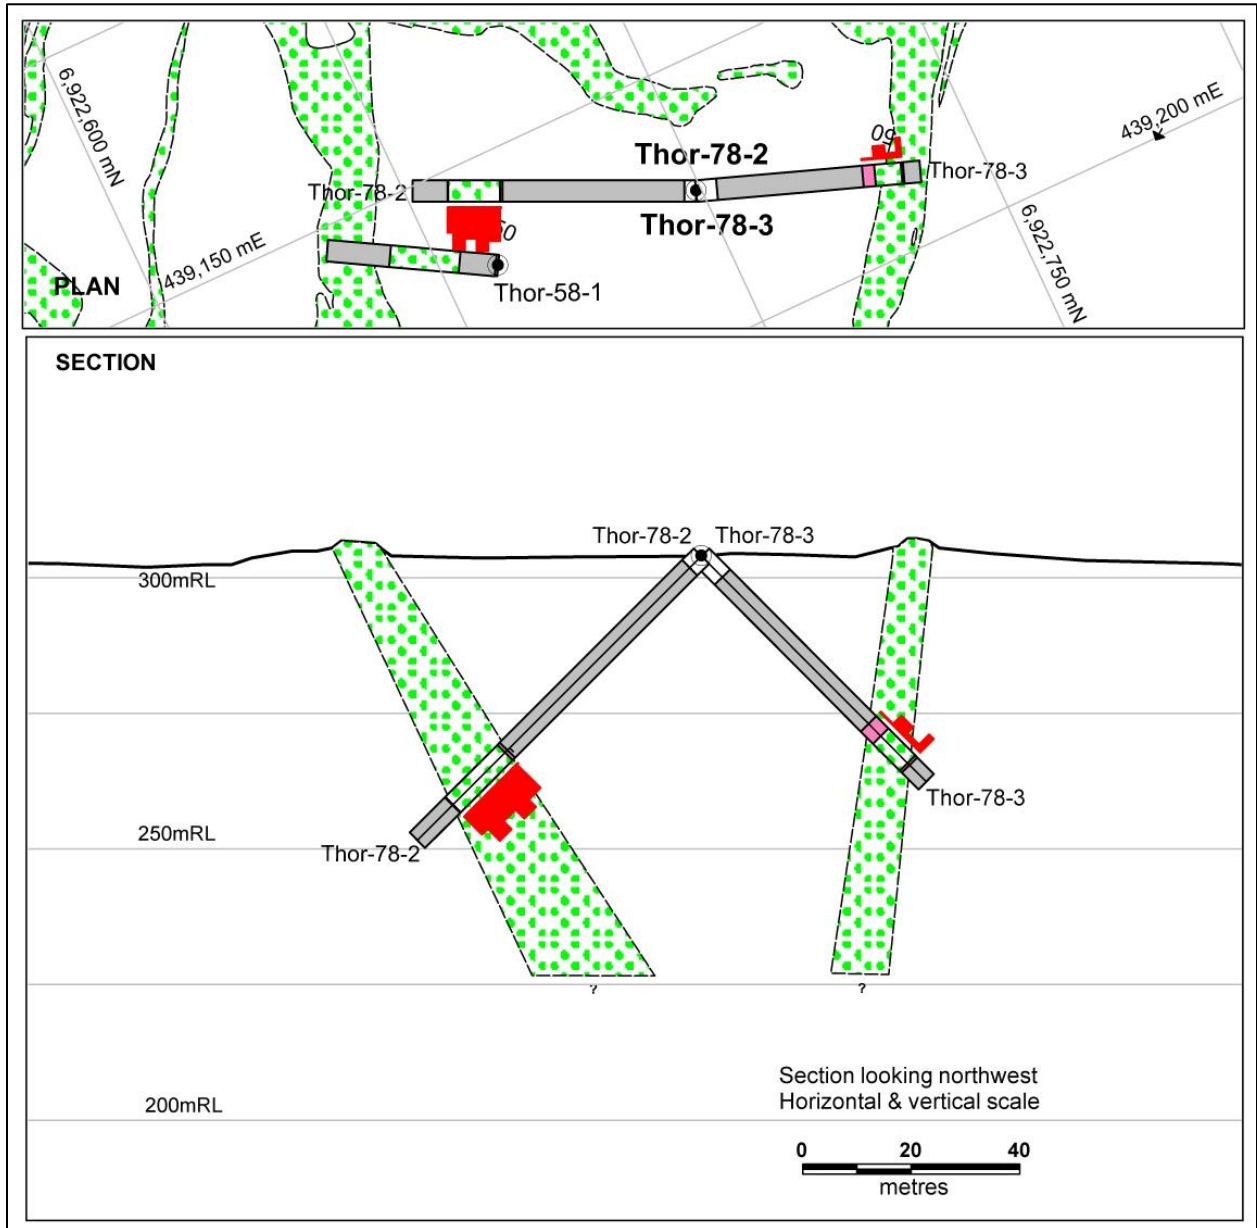 6,922,600 mN
439,200 mE
Thor-78-2
Thor-78-2
Thor-78-3
Thor-78-3
439,150 mE
6,922,750 mN
PLAN
Thor-58-1
SECTION
Thor-78-2
Thor-78-3
300mRL
250mRL
Thor-78-2
Thor-78-3
?
?
200mRL
Section looking northwest
Horizontal & vertical scale
0 20 40
metres